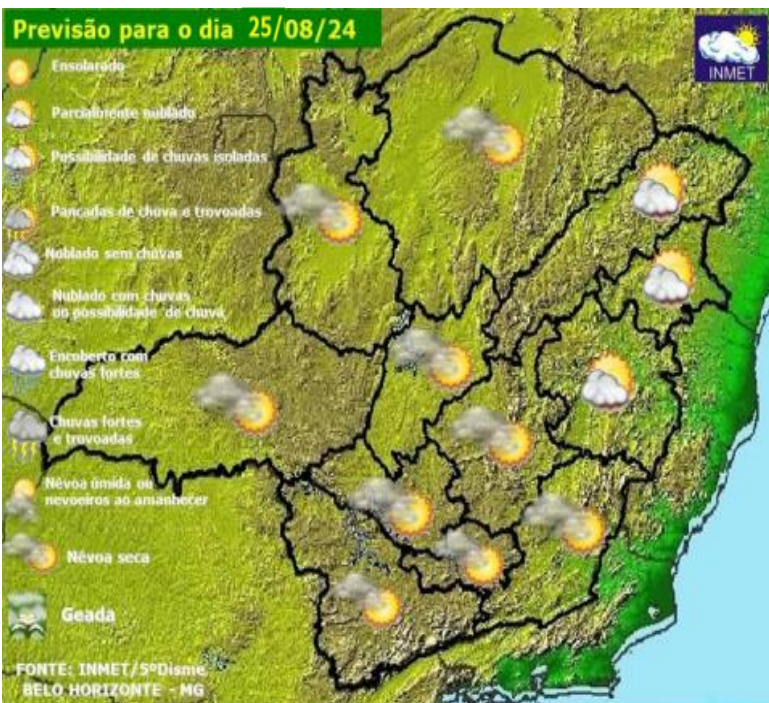 Previsão para o dia 25/08/24
INMET
Ensolarado
Parcialmente nublado
Possibilidade de chuvas isoladas
Pancadas de chuva e trovoadas
Nublado sem chuvas
Nublado com chuvas
ou possibilidade de chuva
Encoberto com
chuvas fortes
Chuvas fortes
e trovoadas
Névoa úmida ou
nevoeiros ao amanhecer
Névoa seca
Geada
FONTE: INMET/5ºDisme
BELO HORIZONTE - MG